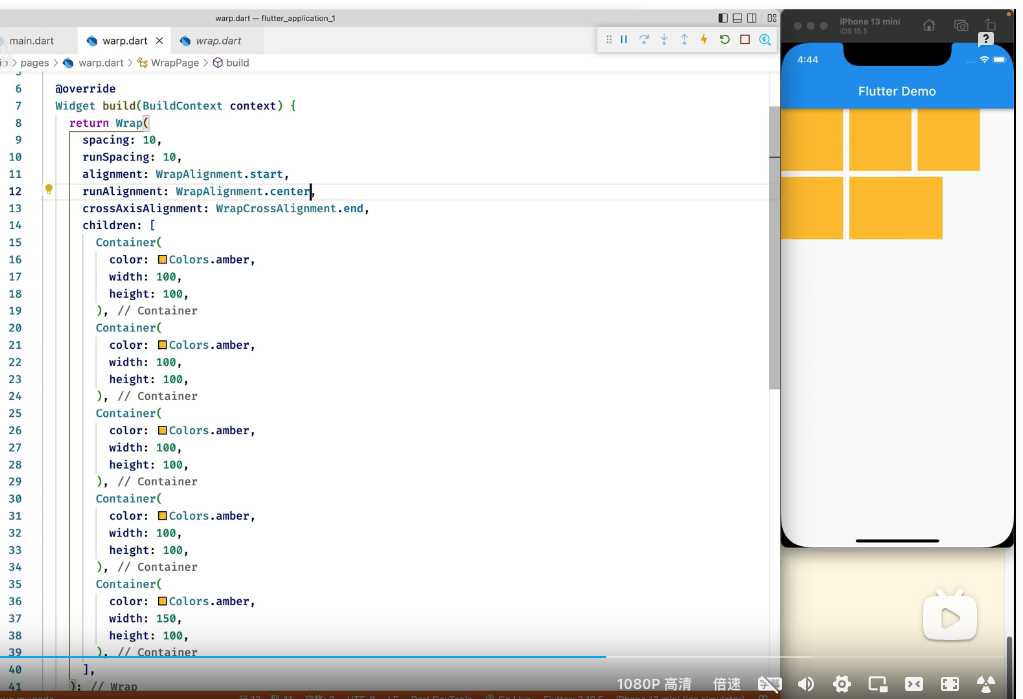 warp.dart — flutter_application_1
main.dart
warp.dart
wrap.dart
iPhone 13 mini
iOS 16.5
pages > warp.dart > WrapPage > build
4:44
Flutter Demo
6 @override
7 Widget build(BuildContext context) {
8 return Wrap(
9 spacing: 10,
10 runSpacing: 10,
11 alignment: WrapAlignment.start,
12 runAlignment: WrapAlignment.center,
13 crossAxisAlignment: WrapCrossAlignment.end,
14 children: [
15 Container(
16 color: Colors.amber,
17 width: 100,
18 height: 100,
19 ), // Container
20 Container(
21 color: Colors.amber,
22 width: 100,
23 height: 100,
24 ), // Container
25 Container(
26 color: Colors.amber,
27 width: 100,
28 height: 100,
29 ), // Container
30 Container(
31 color: Colors.amber,
32 width: 100,
33 height: 100,
34 ), // Container
35 Container(
36 color: Colors.amber,
37 width: 150,
38 height: 100,
39 ), // Container
40 ],
41 ); // Wrap
1080P 高清
倍速